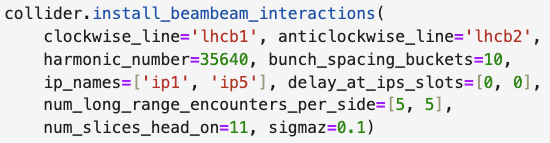 collider.install_beambeam_interactions(
    clockwise_line='lhcb1', anticlockwise_line='lhcb2',
    harmonic_number=35640, bunch_spacing_buckets=10,
    ip_names=['ip1', 'ip5'], delay_at_ips_slots=[0, 0],
    num_long_range_encounters_per_side=[5, 5],
    num_slices_head_on=11, sigmaz=0.1)